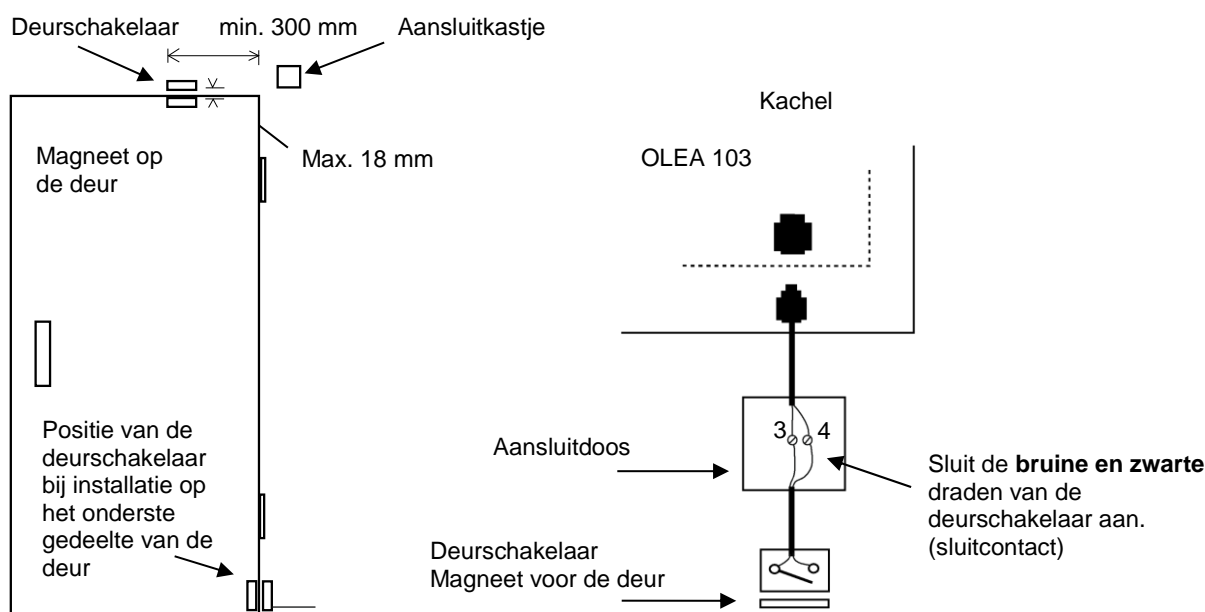 Deurschakelaar
min. 300 mm
Aansluitkastje
Magneet op
de deur
Max. 18 mm
Positie van de
deurschakelaar
bij installatie op
het onderste
gedeelte van de
deur
Kachel
OLEA 103
3 4
Aansluitdoos
Sluit de bruine en zwarte
draden van de
deurschakelaar aan.
(sluitcontact)
Deurschakelaar
Magneet voor de deur